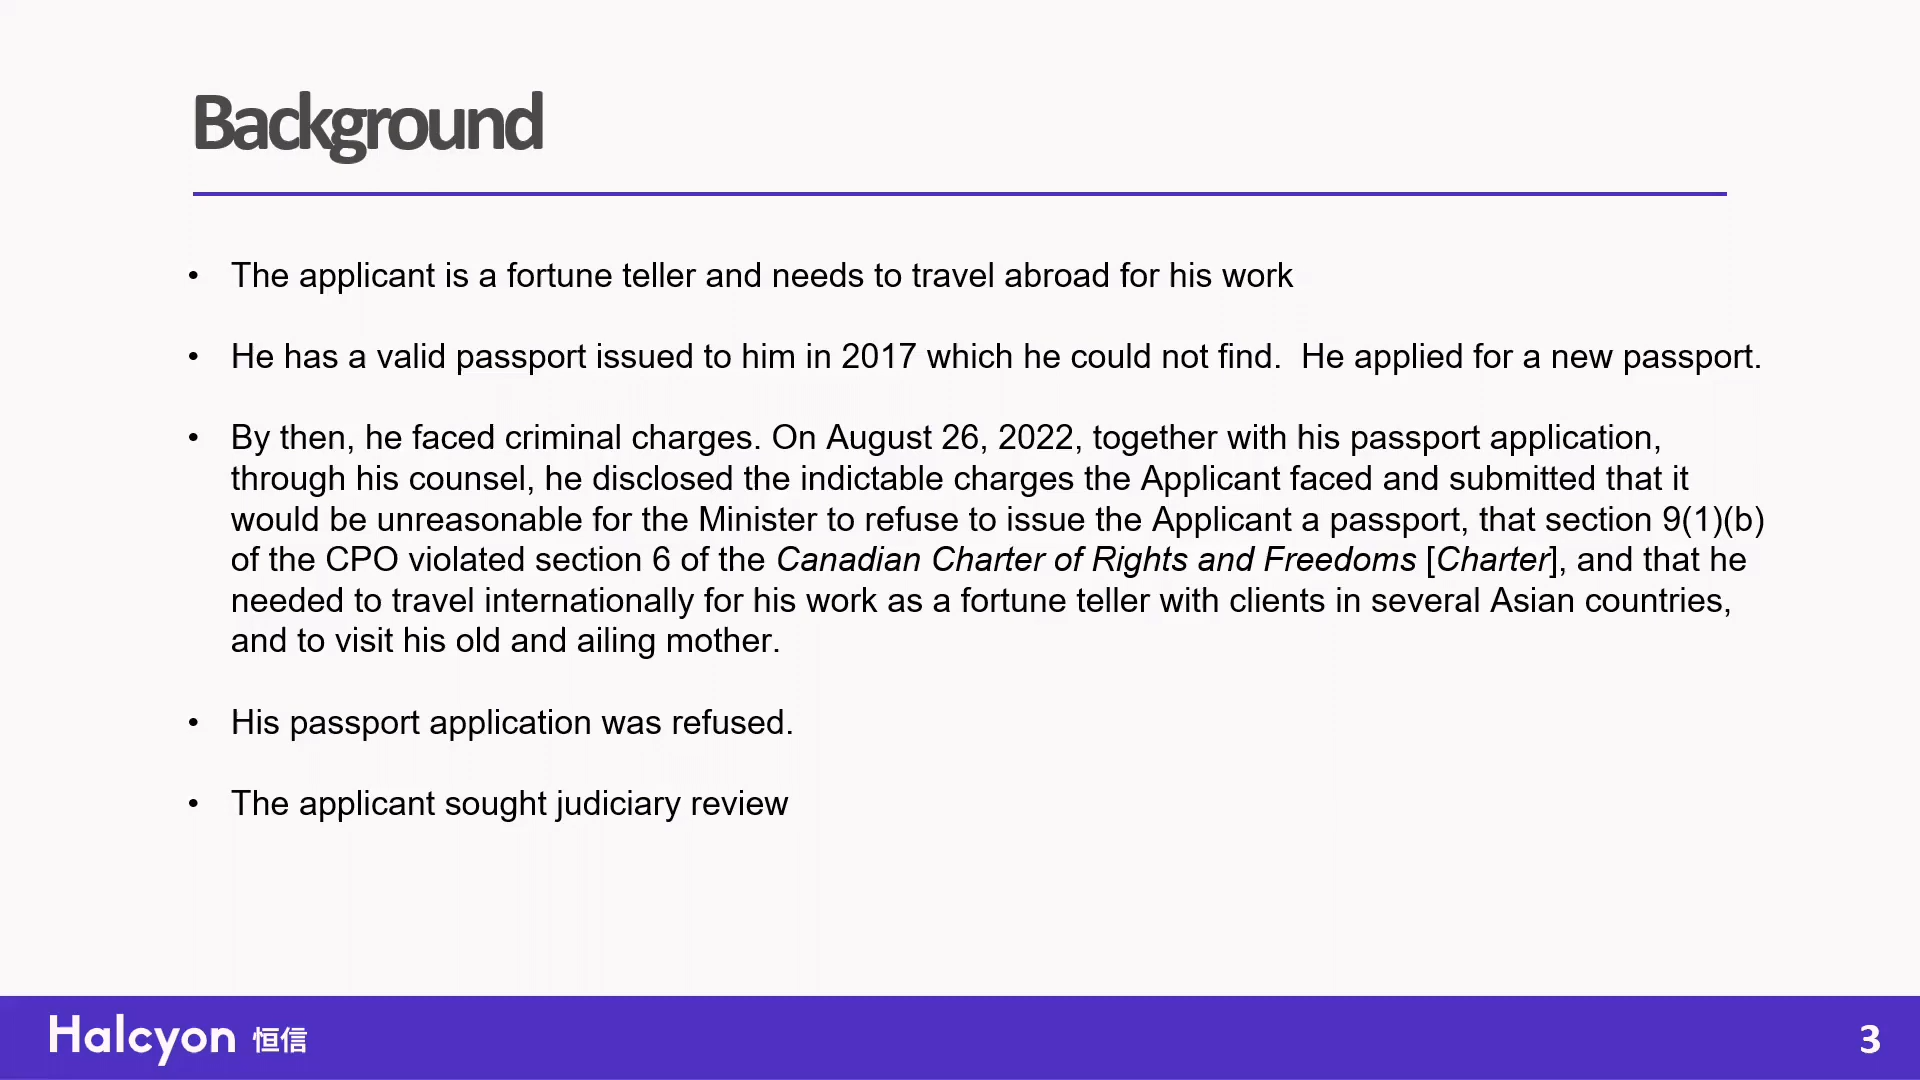 Background
• The applicant is a fortune teller and needs to travel abroad for his work
• He has a valid passport issued to him in 2017 which he could not find.  He applied for a new passport.
• By then, he faced criminal charges. On August 26, 2022, together with his passport application,
through his counsel, he disclosed the indictable charges the Applicant faced and submitted that it
would be unreasonable for the Minister to refuse to issue the Applicant a passport, that section 9(1)(b)
of the CPO violated section 6 of the Canadian Charter of Rights and Freedoms [Charter], and that he
needed to travel internationally for his work as a fortune teller with clients in several Asian countries,
and to visit his old and ailing mother.
• His passport application was refused.
• The applicant sought judiciary review
Halcyon 恒信
3